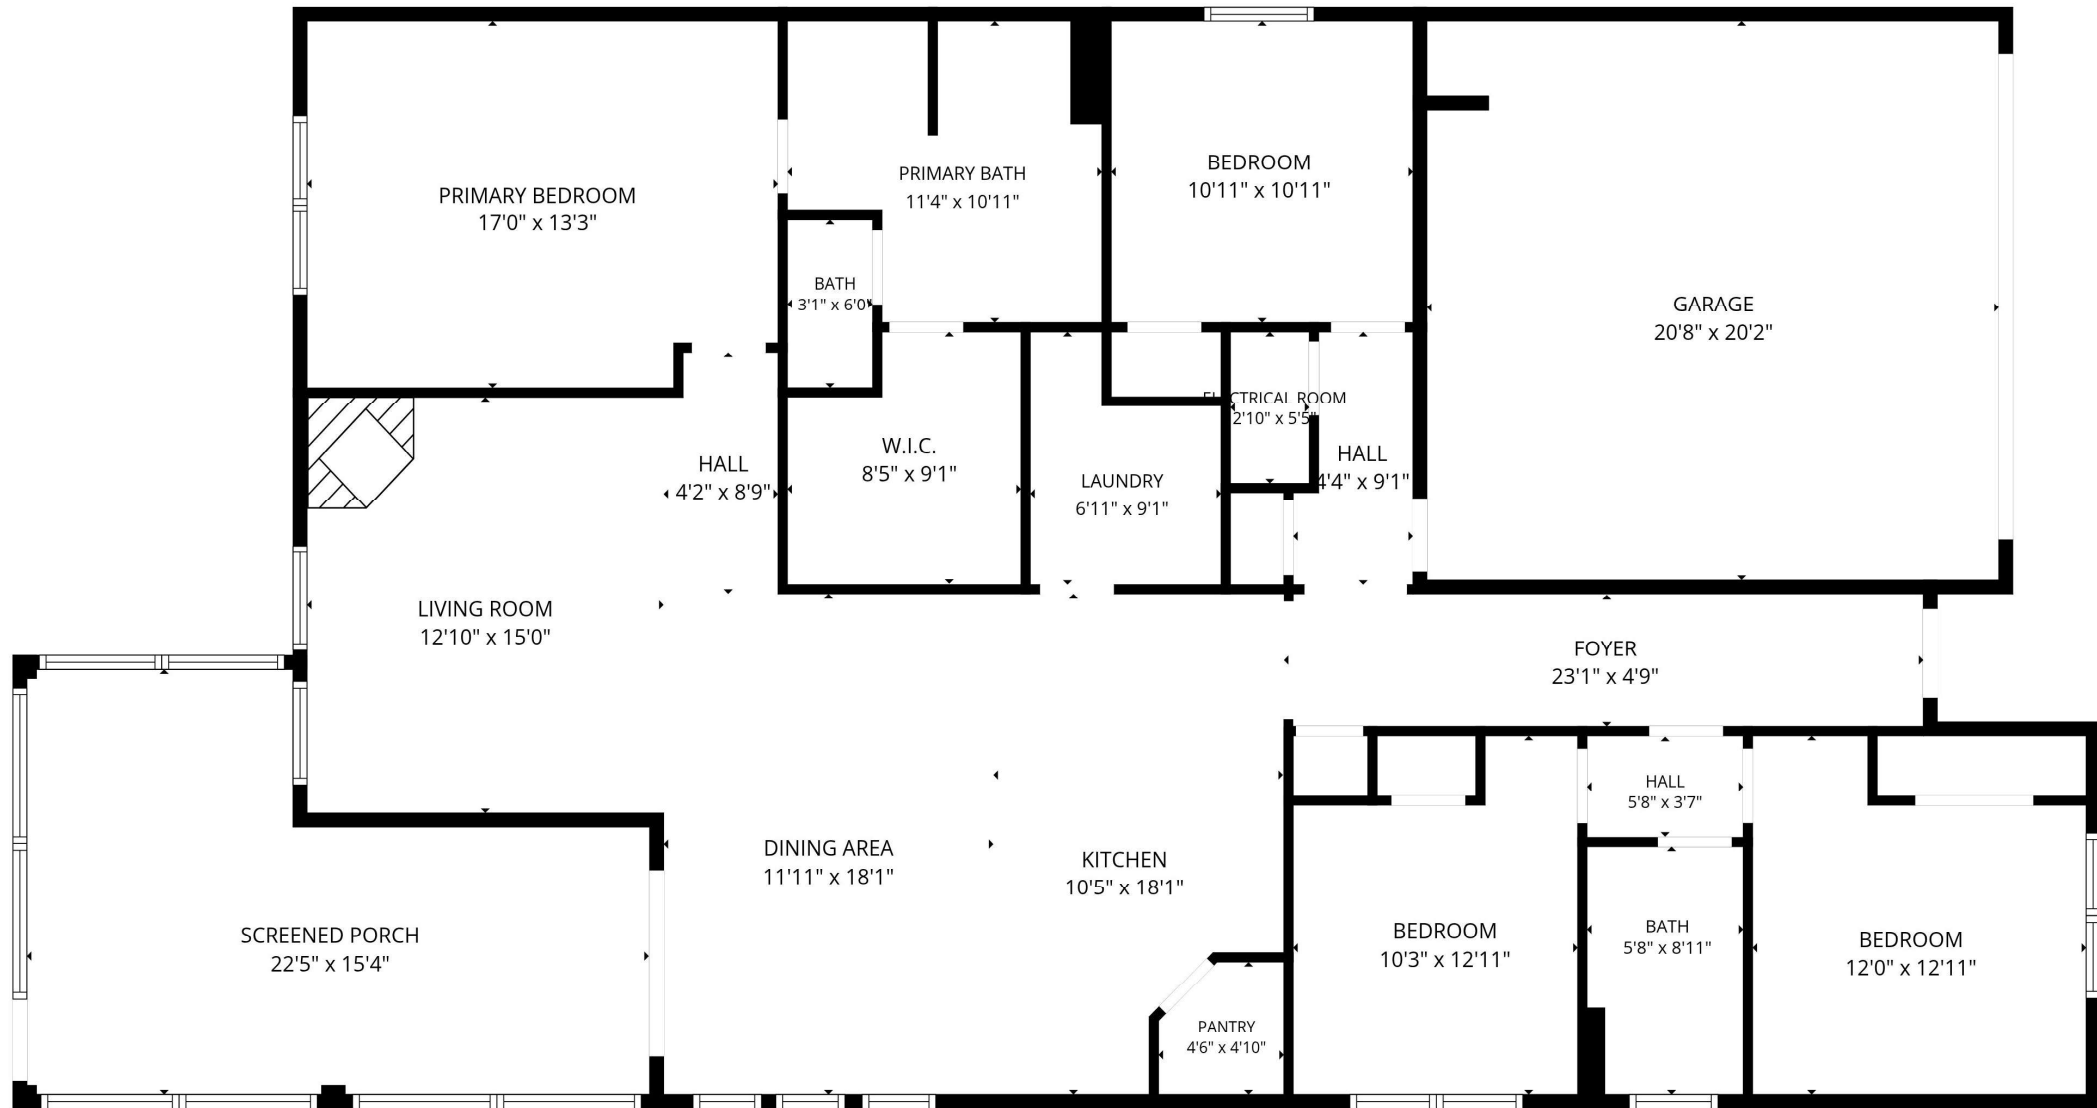 PRIMARY BEDROOM
17'0" x 13'3"
PRIMARY BATH
11'4" x 10'11"
BEDROOM
10'11" x 10'11"
GARAGE
20'8" x 20'2"
BATH
3'1" x 6'0"
ELECTRICAL ROOM
2'10" x 5'5"
HALL
4'2" x 8'9"
W.I.C.
8'5" x 9'1"
LAUNDRY
6'11" x 9'1"
HALL
4'4" x 9'1"
LIVING ROOM
12'10" x 15'0"
FOYER
23'1" x 4'9"
HALL
5'8" x 3'7"
DINING AREA
11'11" x 18'1"
KITCHEN
10'5" x 18'1"
SCREENED PORCH
22'5" x 15'4"
BEDROOM
10'3" x 12'11"
BATH
5'8" x 8'11"
BEDROOM
12'0" x 12'11"
PANTRY
4'6" x 4'10"